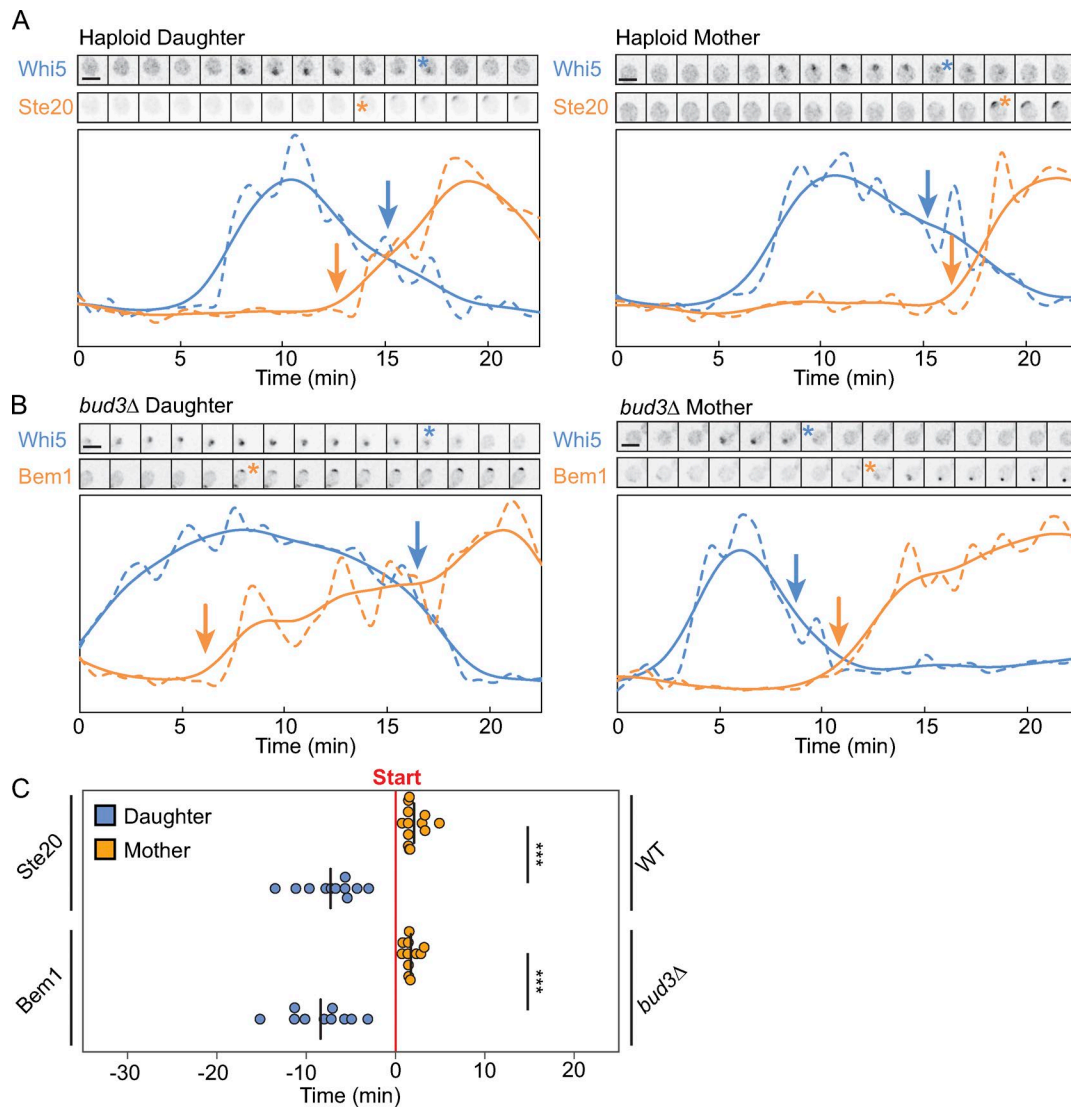 A
Haploid Daughter
Haploid Mother
Whi5
*
Whi5
*
Ste20
*
Ste20
*
0 5 10 15 20
Time (min)
0 5 10 15 20
Time (min)
B
bud3Δ Daughter
bud3Δ Mother
Whi5
*
Whi5
*
Bem1
*
Bem1
*
0 5 10 15 20
Time (min)
0 5 10 15 20
Time (min)
C
Start
Daughter
Mother
Ste20
***
WT
Bem1
***
bud3Δ
-30 -20 -10 0 10 20
Time (min)